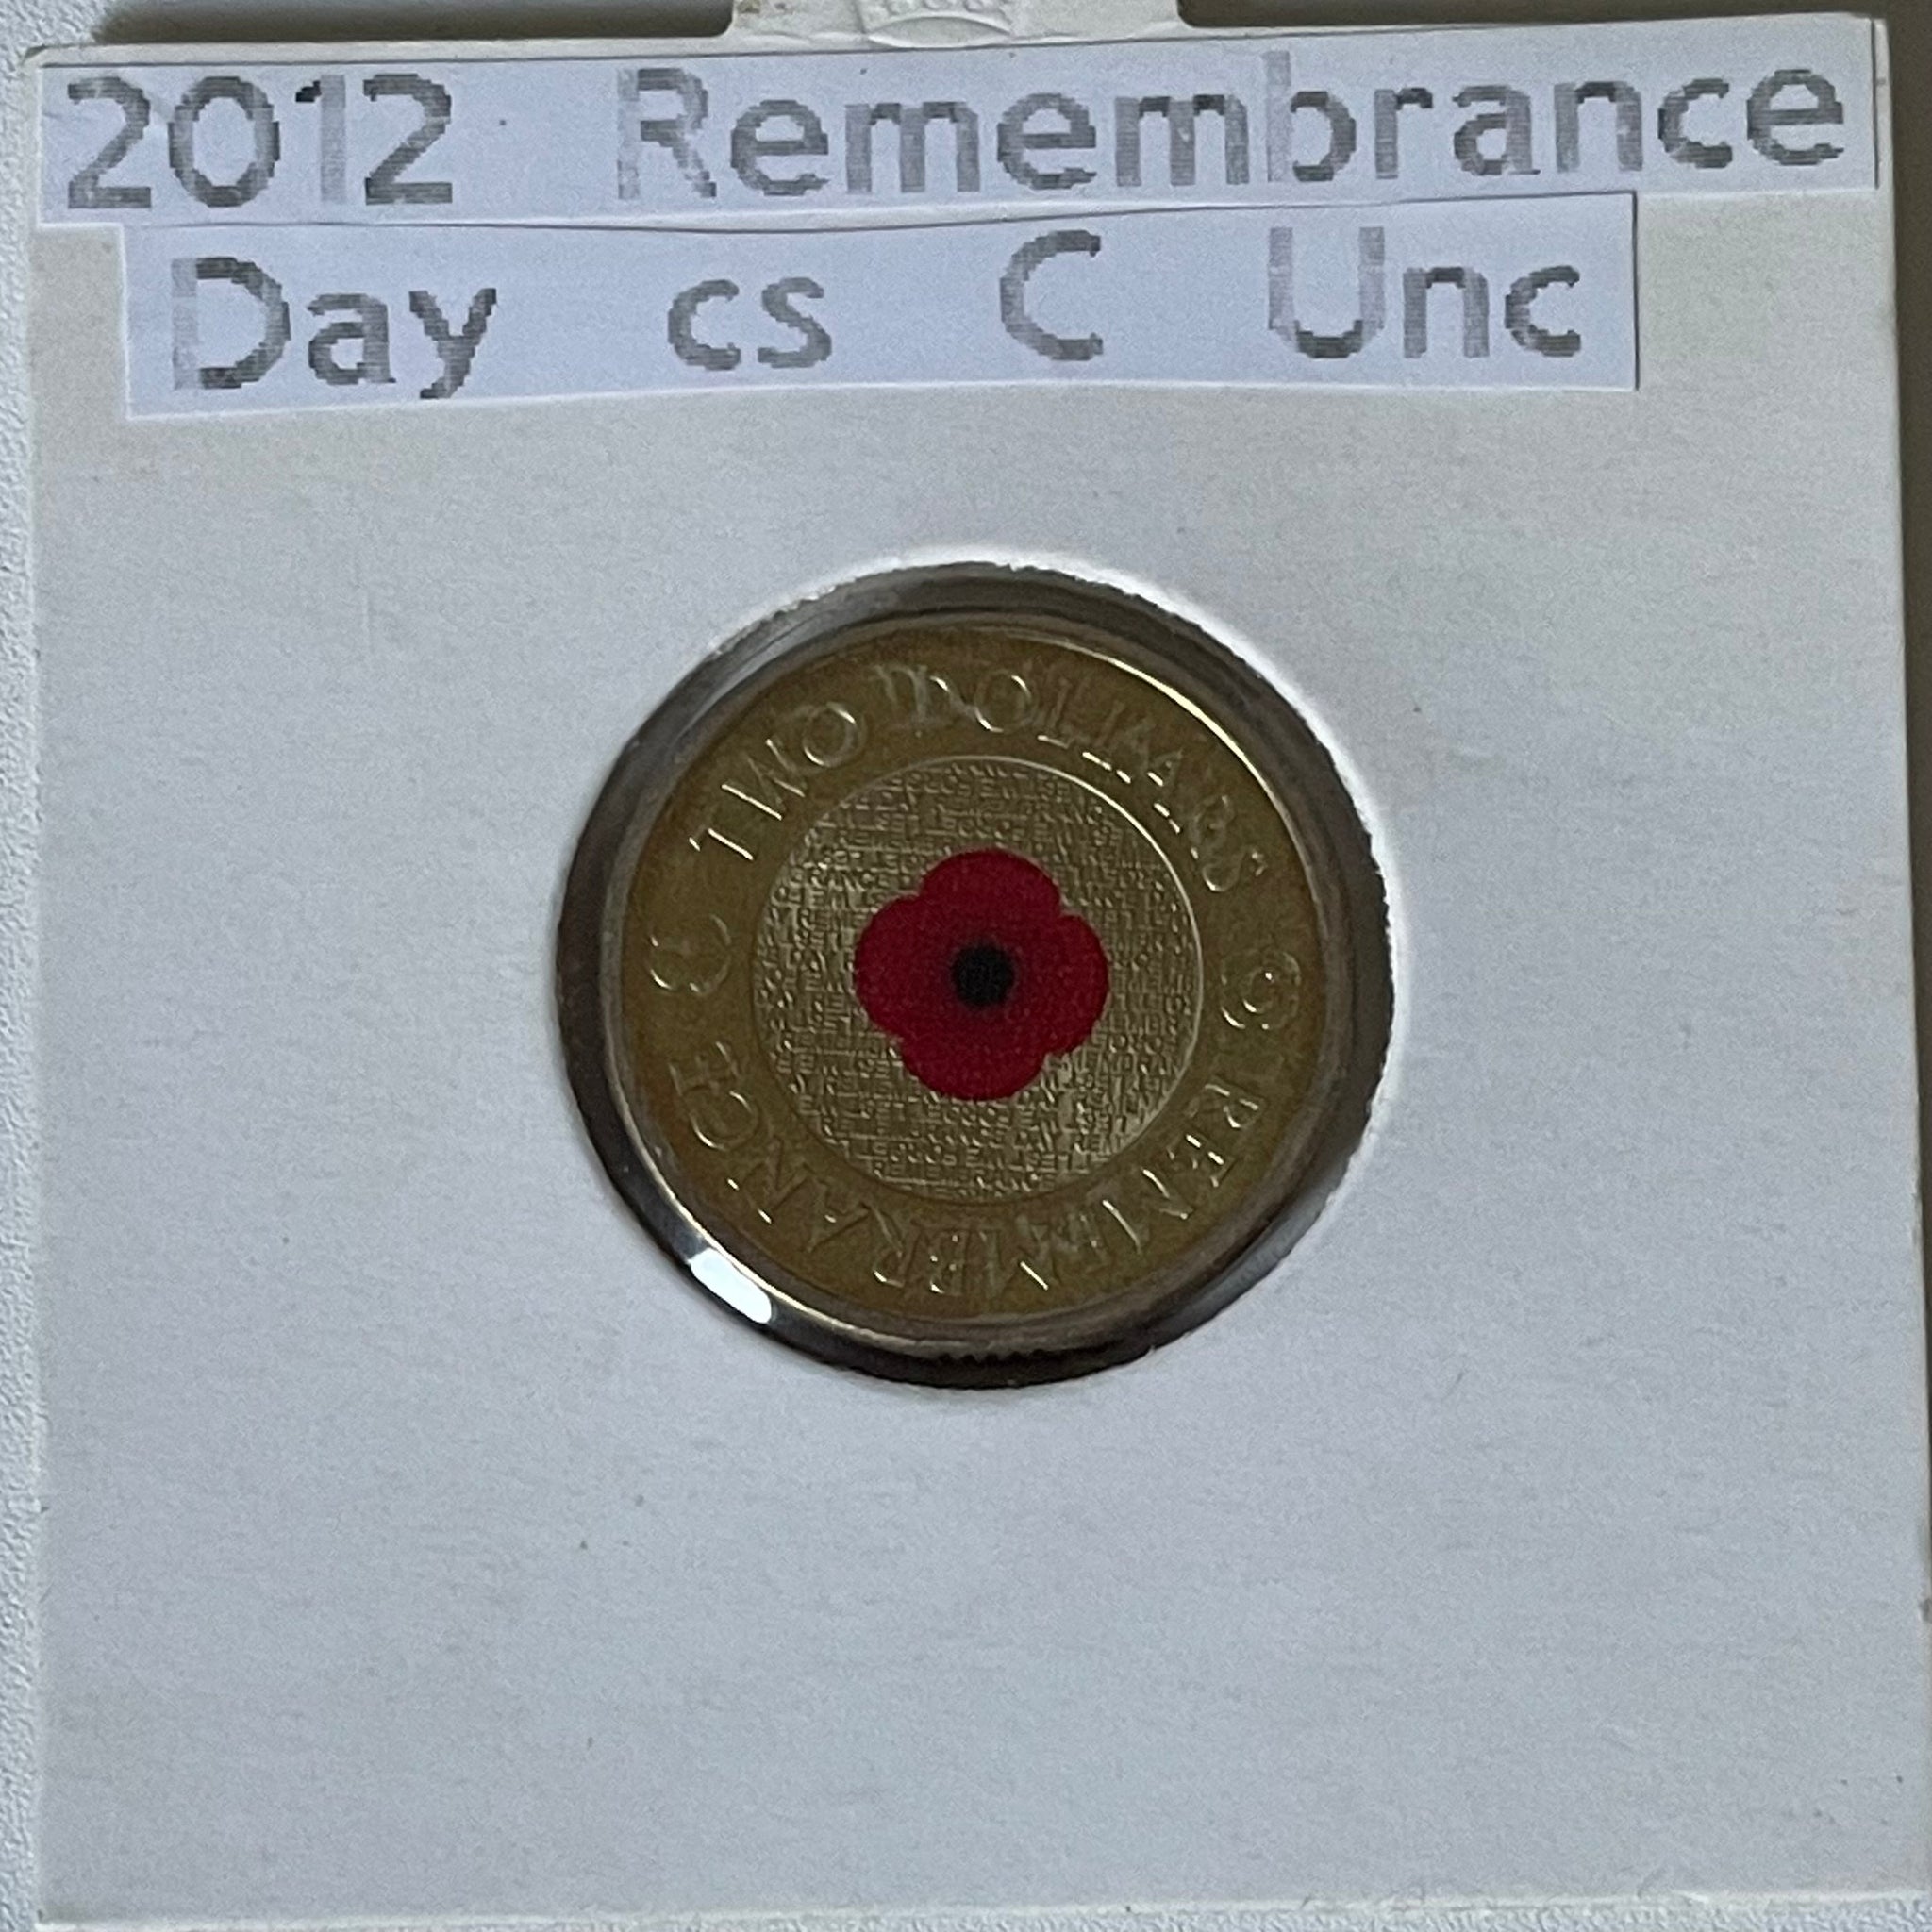 2012 Remembrance
Day cs C Unc
TWO DOLLARS
REMEMBRANCE